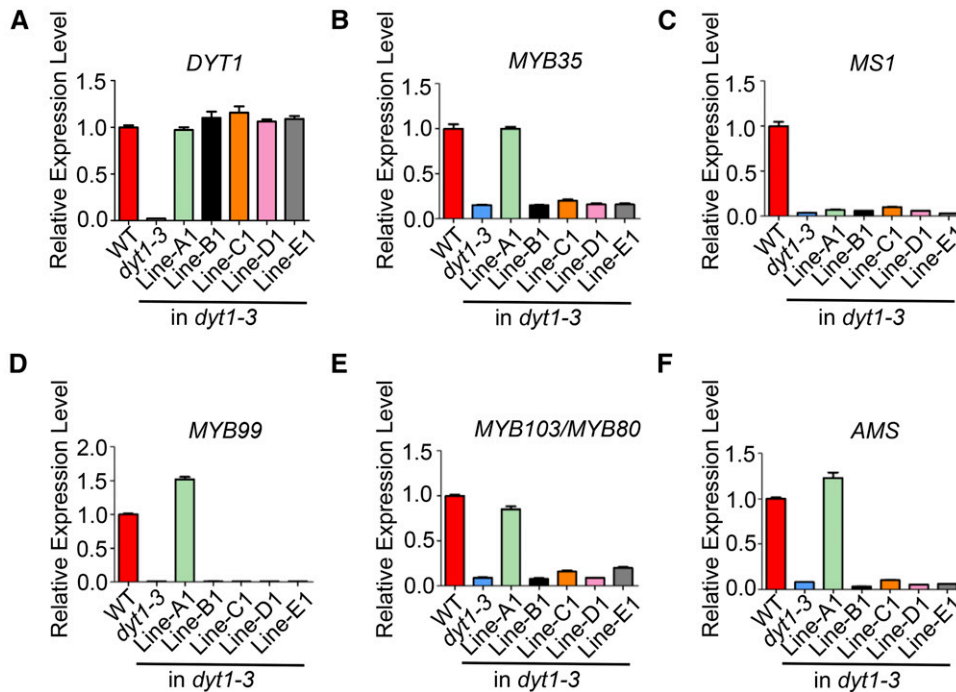 A
DYT1
Relative Expression Level
1.5
1.0
0.5
0.0
WT
dyt1-3
Line-A1
Line-B1
Line-C1
Line-D1
Line-E1
in dyt1-3
B
MYB35
Relative Expression Level
1.5
1.0
0.5
0.0
WT
dyt1-3
Line-A1
Line-B1
Line-C1
Line-D1
Line-E1
in dyt1-3
C
MS1
Relative Expression Level
1.5
1.0
0.5
0.0
WT
dyt1-3
Line-A1
Line-B1
Line-C1
Line-D1
Line-E1
in dyt1-3
D
MYB99
Relative Expression Level
2.0
1.5
1.0
0.5
0.0
WT
dyt1-3
Line-A1
Line-B1
Line-C1
Line-D1
Line-E1
in dyt1-3
E
MYB103/MYB80
Relative Expression Level
1.5
1.0
0.5
0.0
WT
dyt1-3
Line-A1
Line-B1
Line-C1
Line-D1
Line-E1
in dyt1-3
F
AMS
Relative Expression Level
1.5
1.0
0.5
0.0
WT
dyt1-3
Line-A1
Line-B1
Line-C1
Line-D1
Line-E1
in dyt1-3